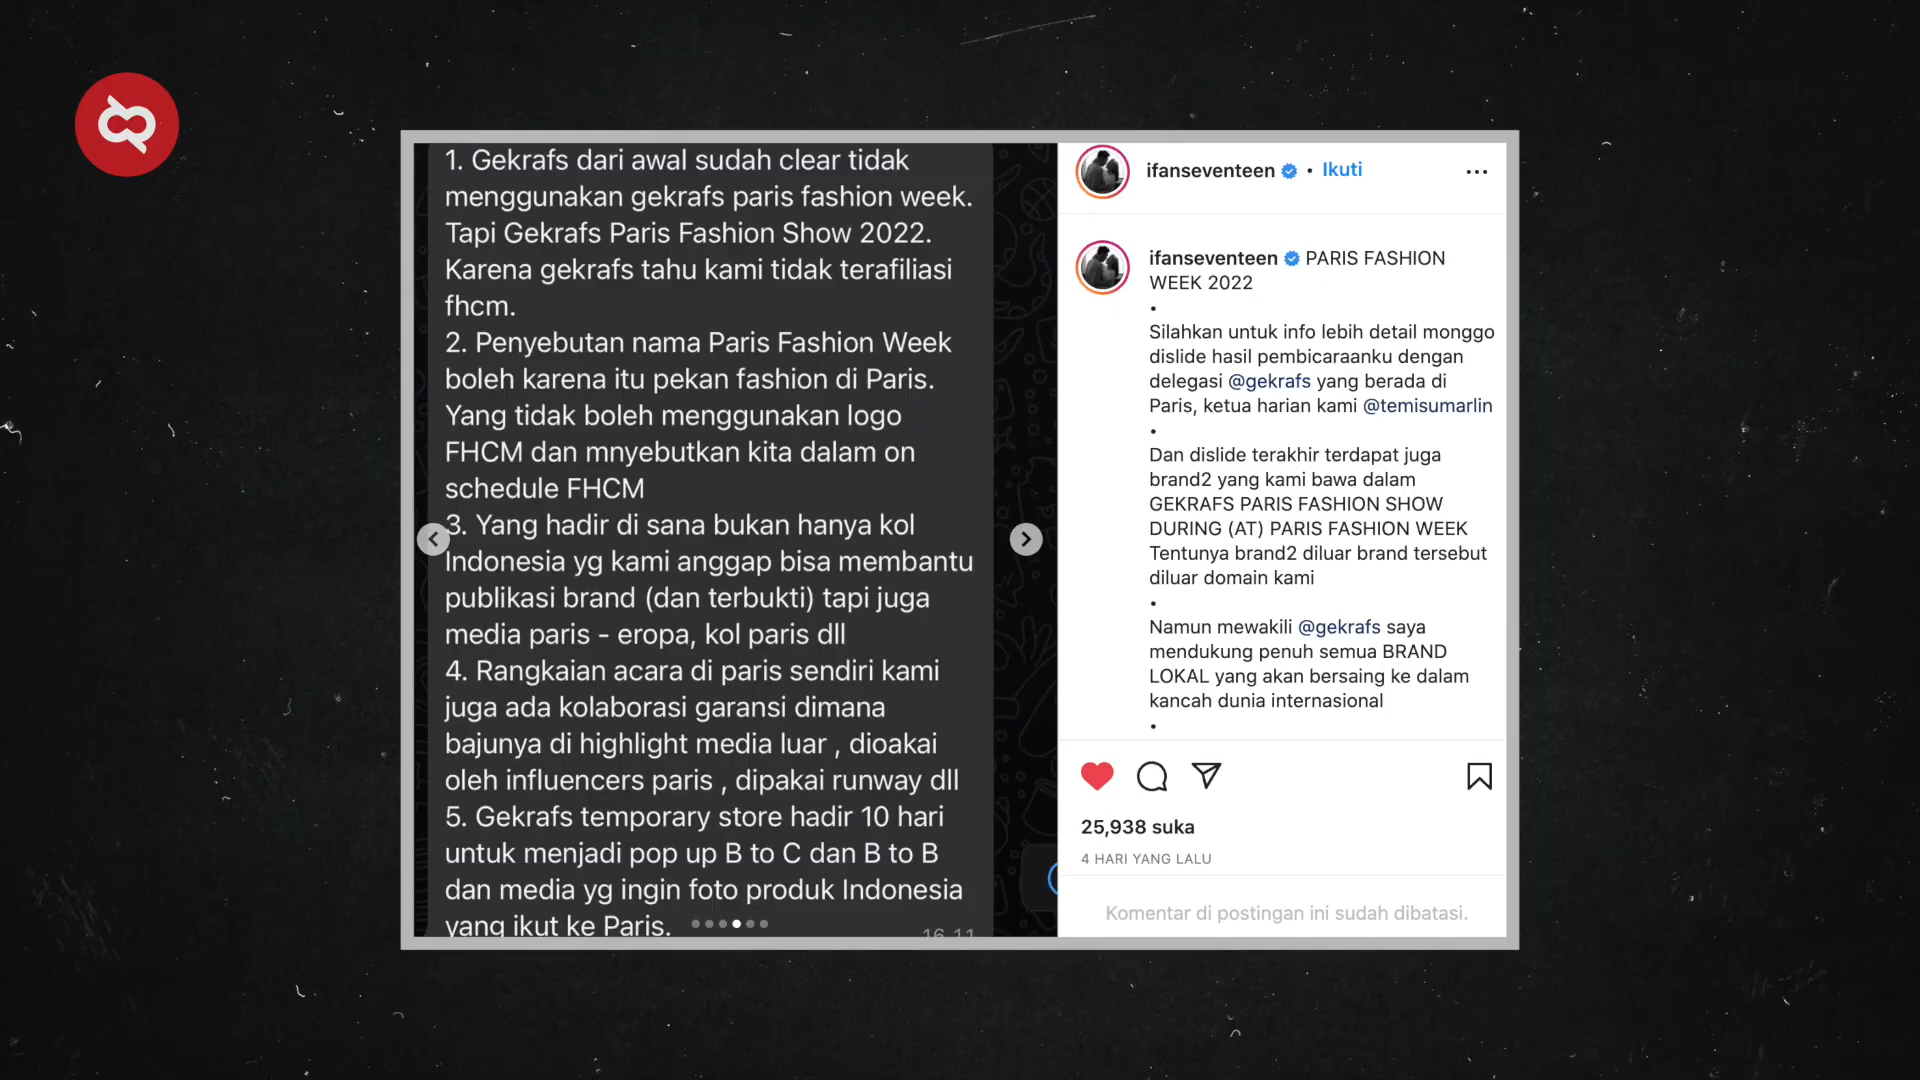 1. Gekrafs dari awal sudah clear tidak
menggunakan gekrafs paris fashion week.
Tapi Gekrafs Paris Fashion Show 2022.
Karena gekrafs tahu kami tidak terafiliasi
fhcm.
2. Penyebutan nama Paris Fashion Week
boleh karena itu pekan fashion di Paris.
Yang tidak boleh menggunakan logo
FHCM dan mnyebutkan kita dalam on
schedule FHCM
3. Yang hadir di sana bukan hanya kol
Indonesia yg kami anggap bisa membantu
publikasi brand (dan terbukti) tapi juga
media paris - eropa, kol paris dll
4. Rangkaian acara di paris sendiri kami
juga ada kolaborasi garansi dimana
bajunya di highlight media luar , dioakai
oleh influencers paris , dipakai runway dll
5. Gekrafs temporary store hadir 10 hari
untuk menjadi pop up B to C dan B to B
dan media yg ingin foto produk Indonesia
yang ikut ke Paris.
16.11
ifanseventeen • Ikuti
ifanseventeen PARIS FASHION
WEEK 2022
•
Silahkan untuk info lebih detail monggo
dislide hasil pembicaraanku dengan
delegasi @gekrafs yang berada di
Paris, ketua harian kami @temisumarlin
•
Dan dislide terakhir terdapat juga
brand2 yang kami bawa dalam
GEKRAFS PARIS FASHION SHOW
DURING (AT) PARIS FASHION WEEK
Tentunya brand2 diluar brand tersebut
diluar domain kami
•
Namun mewakili @gekrafs saya
mendukung penuh semua BRAND
LOKAL yang akan bersaing ke dalam
kancah dunia internasional
•
25,938 suka
4 HARI YANG LALU
Komentar di postingan ini sudah dibatasi.